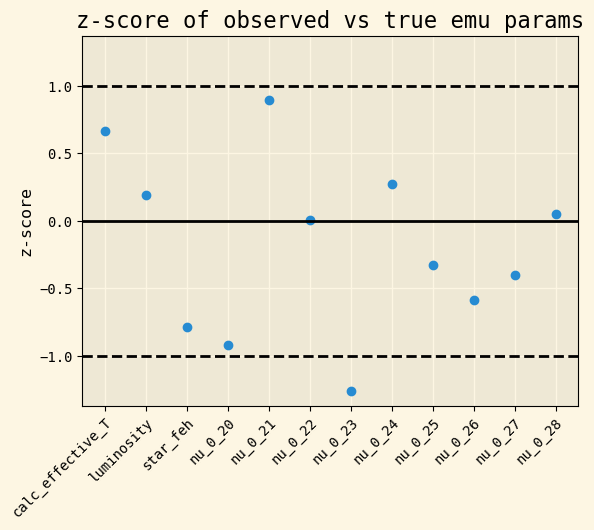 z-score of observed vs true emu params
z-score
1.0
0.5
0.0
−0.5
−1.0
calc_effective_T
luminosity
star_feh
nu_0_20
nu_0_21
nu_0_22
nu_0_23
nu_0_24
nu_0_25
nu_0_26
nu_0_27
nu_0_28